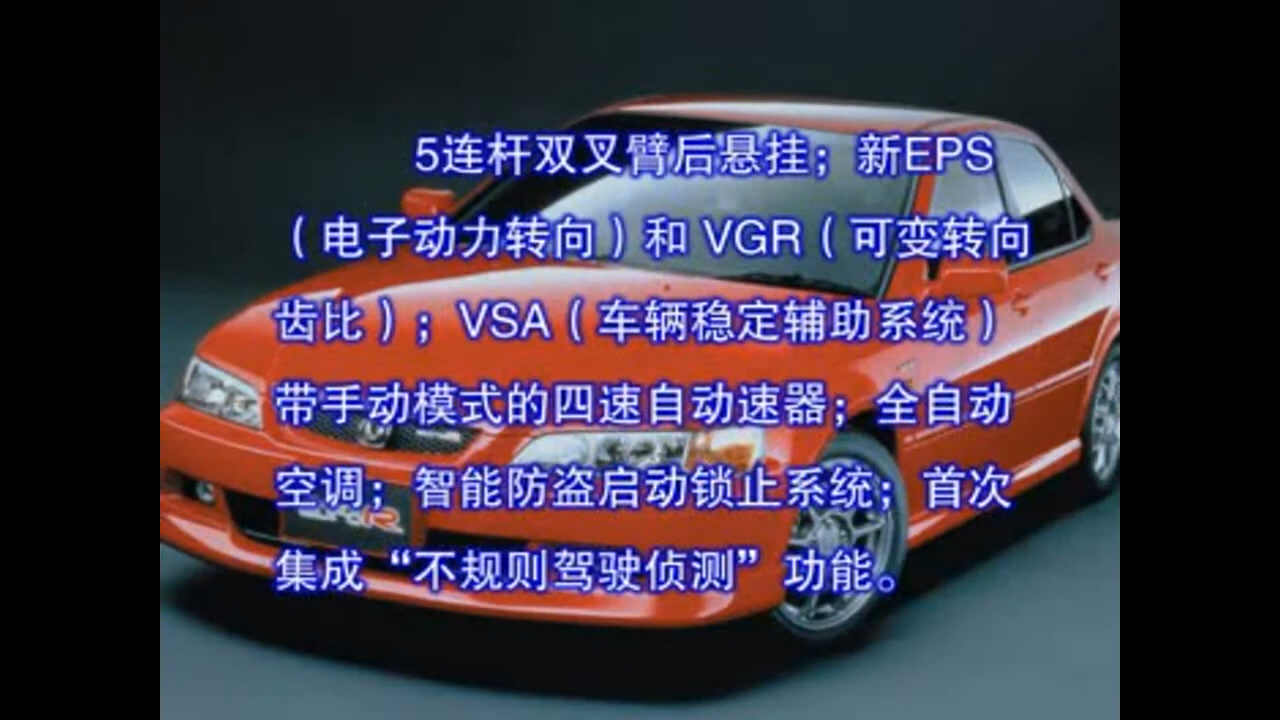 5连杆双叉臂后悬挂；新EPS
（电子动力转向）和 VGR（可变转向
齿比）；VSA（车辆稳定辅助系统）
带手动模式的四速自动速器；全自动
空调；智能防盗启动锁止系统；首次
集成“不规则驾驶侦测”功能。